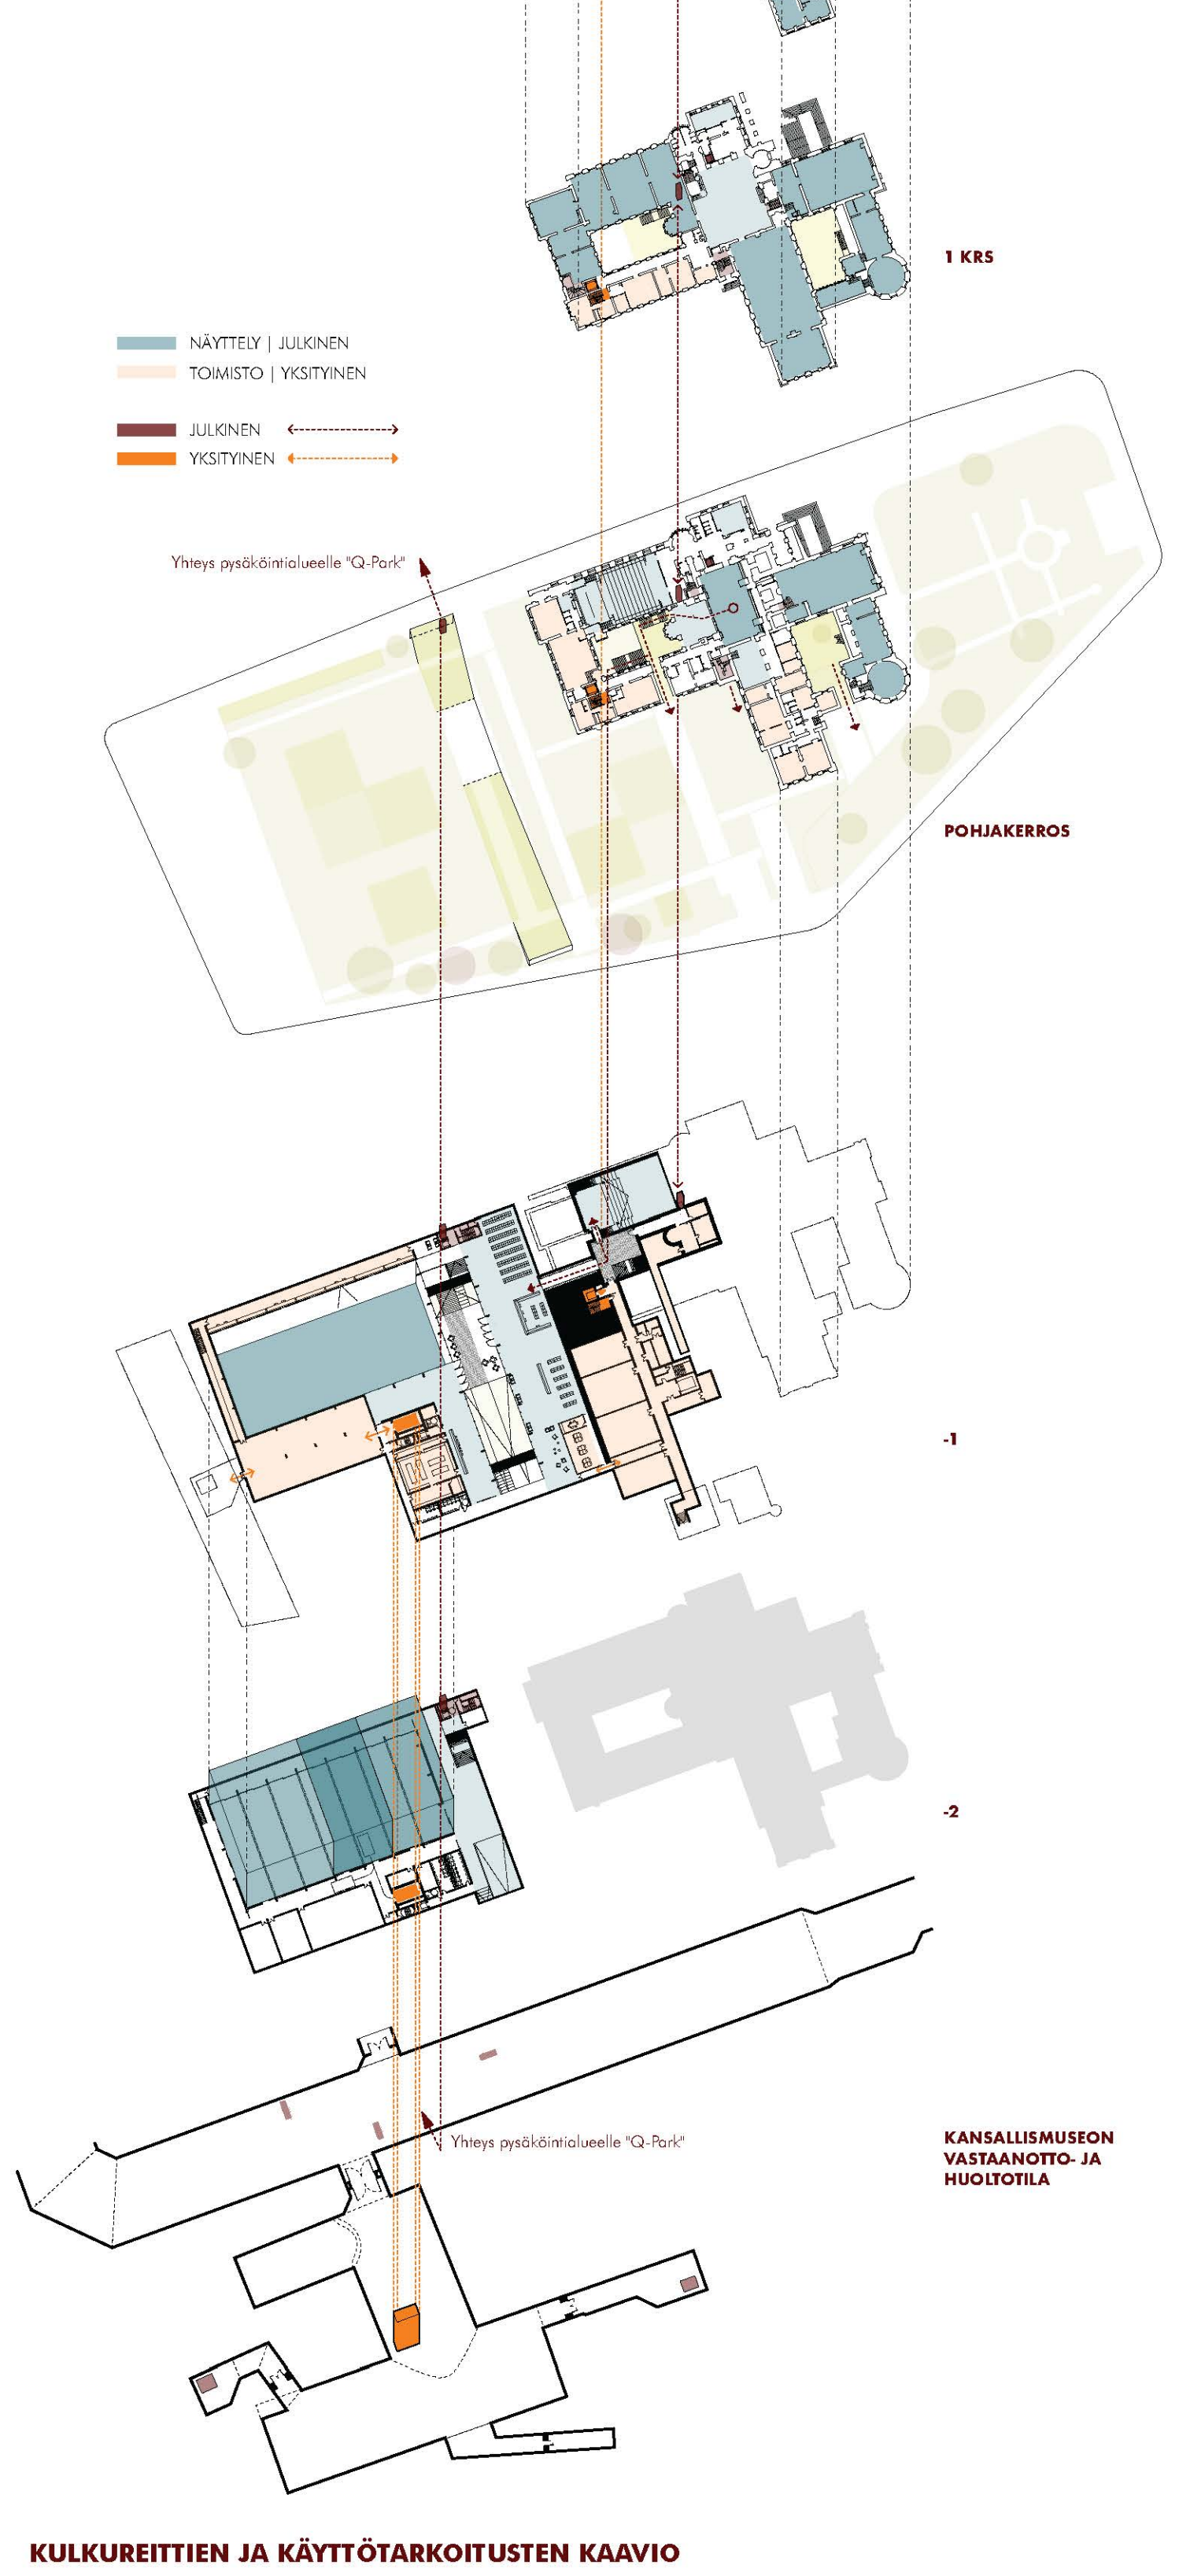 1 KRS
NÄYTTELY | JULKINEN
TOIMISTO | YKSITYINEN
JULKINEN
YKSITYINEN
Yhteys pysäköintialueelle "Q-Park"
POHJAKERROS
-1
-2
Yhteys pysäköintialueelle "Q-Park"
KANSALLISMUSEON
VASTAANOTTO- JA
HUOLTOTILA
KULKUREITTIEN JA KÄYTTÖTARKOITUSTEN KAAVIO